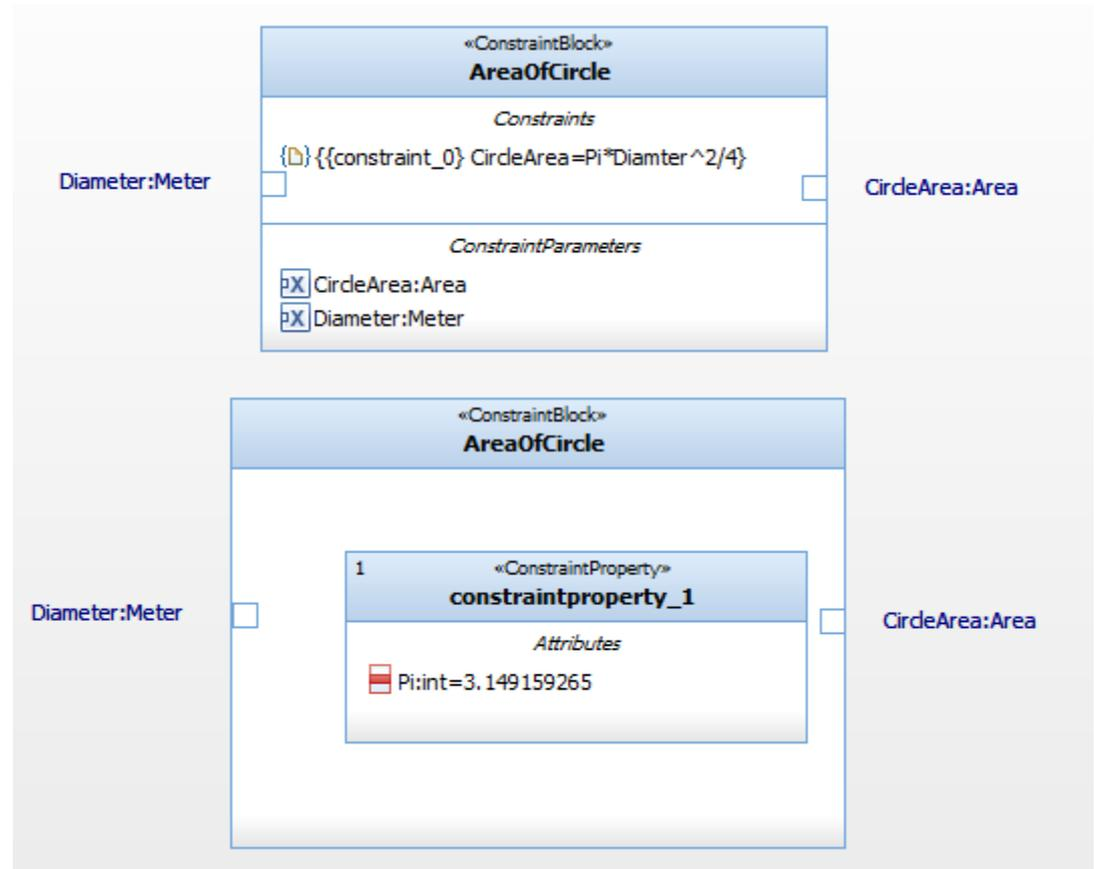 «ConstraintBlock»
AreaOfCircle
Constraints
{{constraint_0} CircleArea=Pi*Diamter^2/4}
Diameter:Meter
CircleArea:Area
ConstraintParameters
CircleArea:Area
Diameter:Meter
«ConstraintBlock»
AreaOfCircle
1 «ConstraintProperty»
constraintproperty_1
Diameter:Meter
CircleArea:Area
Attributes
Pi:int=3.149159265